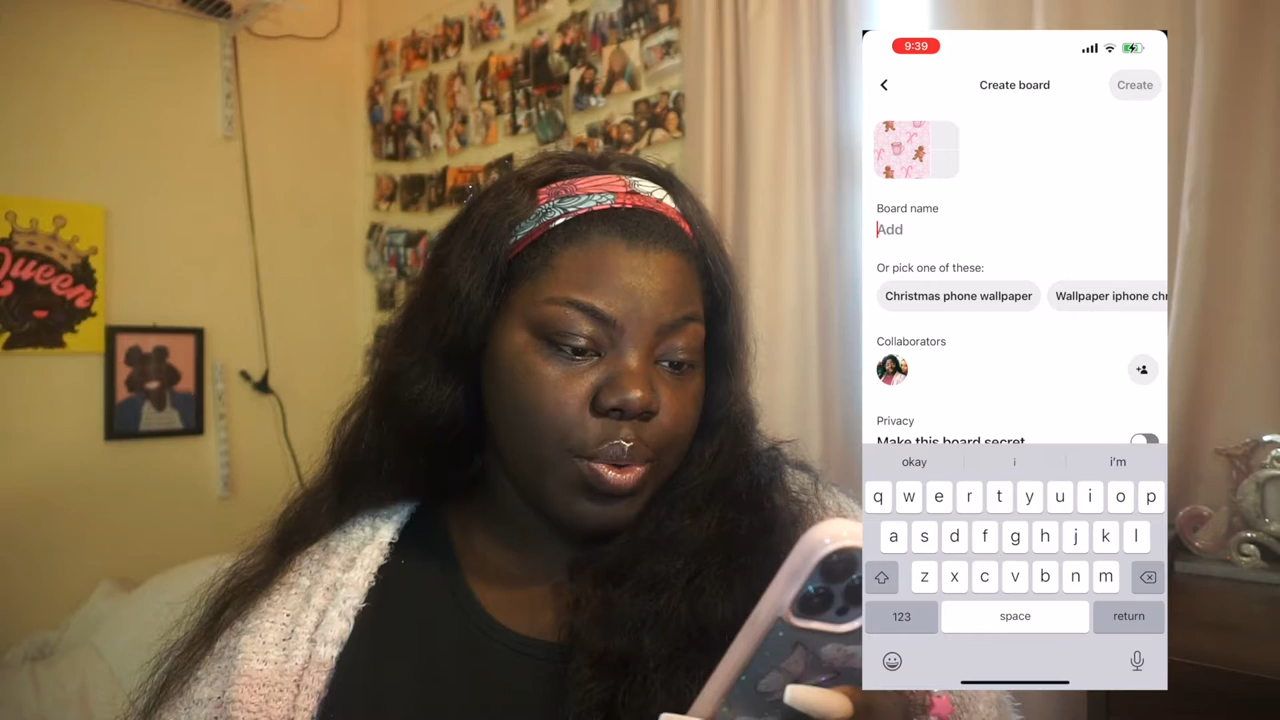 Queen
9:39
Create board
Create
Board name
Add
Or pick one of these:
Christmas phone wallpaper
Wallpaper iphone chr
Collaborators
Privacy
Make this board secret
okay
i
i'm
q w e r t y u i o p
a s d f g h j k l
z x c v b n m
123
space
return